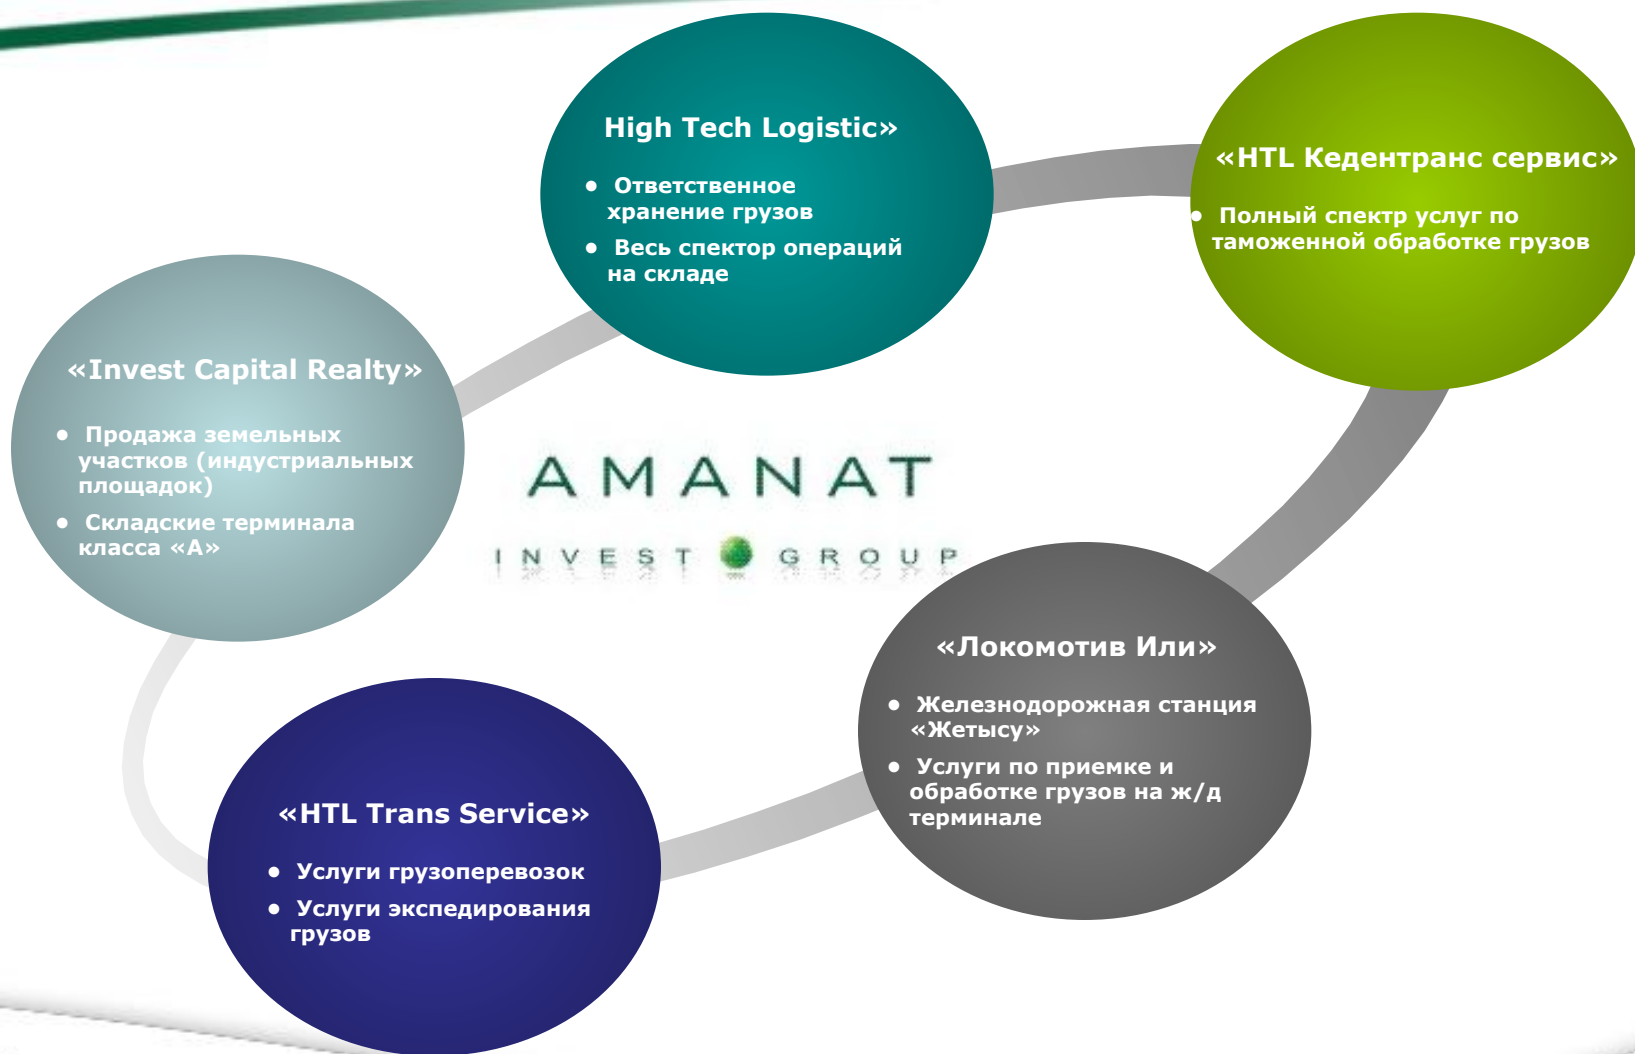 High Tech Logistic»
• Ответственное
хранение грузов
• Весь спектор операций
на складе
«HTL Кедентранс сервис»
• Полный спектр услуг по
таможенной обработке грузов
«Invest Capital Realty»
• Продажа земельных
участков (индустриальных
площадок)
• Складские терминала
класса «А»
AMANAT
INVEST GROUP
«Локомотив Или»
• Железнодорожная станция
«Жетысу»
• Услуги по приемке и
обработке грузов на ж/д
терминале
«HTL Trans Service»
• Услуги грузоперевозок
• Услуги экспедирования
грузов